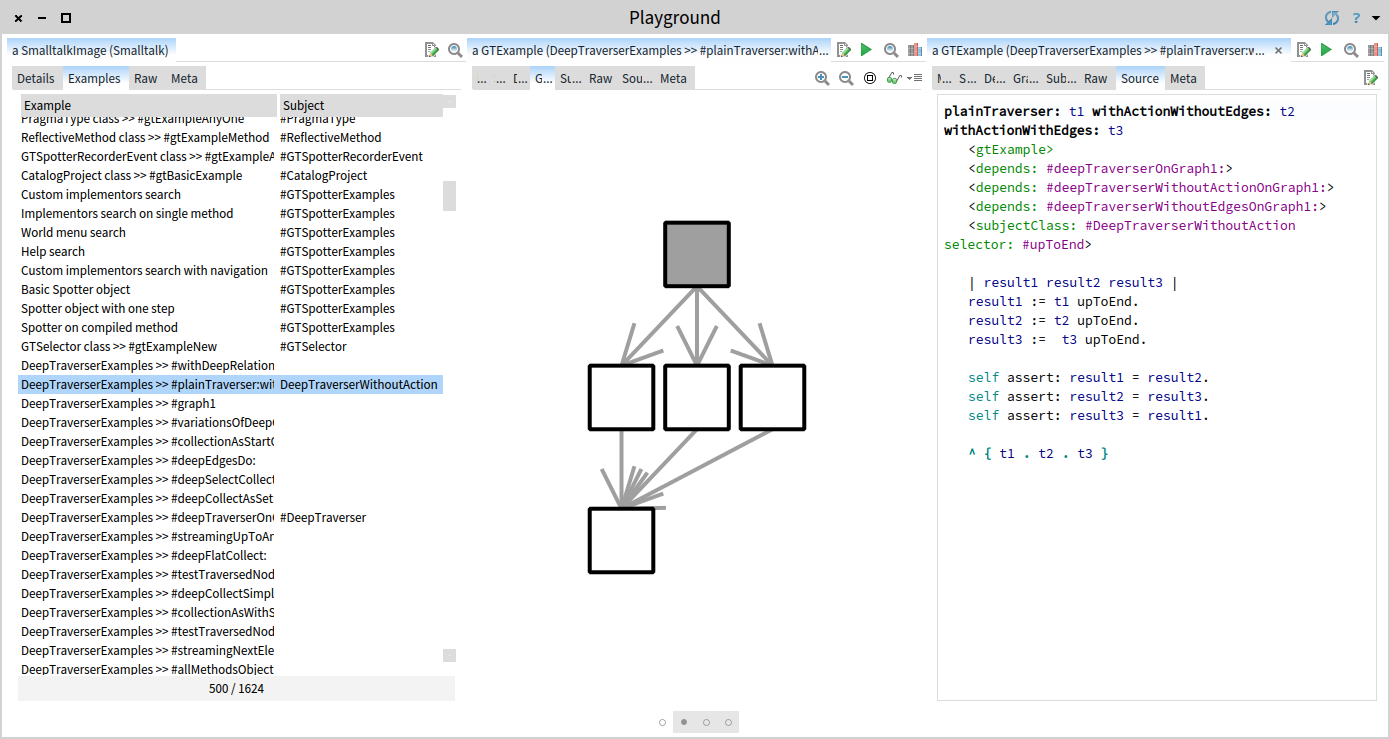 Playground
?
a SmalltalkImage (Smalltalk)
Details Examples Raw Meta
Example Subject
PragmaType class >> #gtExampleAnyOne #PragmaType
ReflectiveMethod class >> #gtExampleMethod #ReflectiveMethod
GTSpotterRecorderEvent class >> #gtExampleA #GTSpotterRecorderEvent
CatalogProject class >> #gtBasicExample #CatalogProject
Custom implementors search #GTSpotterExamples
Implementors search on single method #GTSpotterExamples
World menu search #GTSpotterExamples
Help search #GTSpotterExamples
Custom implementors search with navigation #GTSpotterExamples
Basic Spotter object #GTSpotterExamples
Spotter object with one step #GTSpotterExamples
Spotter on compiled method #GTSpotterExamples
GTSelector class >> #gtExampleNew #GTSelector
DeepTraverserExamples >> #withDeepRelation
DeepTraverserExamples >> #plainTraverser:wit DeepTraverserWithoutAction
DeepTraverserExamples >> #graph1
DeepTraverserExamples >> #variationsOfDeep
DeepTraverserExamples >> #collectionAsStart
DeepTraverserExamples >> #deepEdgesDo:
DeepTraverserExamples >> #deepSelectCollect
DeepTraverserExamples >> #deepCollectAsSet
DeepTraverserExamples >> #deepTraverserOn #DeepTraverser
DeepTraverserExamples >> #streamingUpToAr
DeepTraverserExamples >> #deepFlatCollect:
DeepTraverserExamples >> #testTraversedNod
DeepTraverserExamples >> #deepCollectSimpl
DeepTraverserExamples >> #collectionAsWithS
DeepTraverserExamples >> #testTraversedNod
DeepTraverserExamples >> #streamingNextEle
DeepTraverserExamples >> #allMethodsObject
500 / 1624
a GTExample (DeepTraverserExamples >> #plainTraverser:withA...
... ... [... G... St... Raw Sou... Meta
a GTExample (DeepTraverserExamples >> #plainTraverser:w...
S... De... Gr... Sub... Raw Source Meta
plainTraverser: t1 withActionWithoutEdges: t2
withActionWithEdges: t3
<gtExample>
<depends: #deepTraverserOnGraph1:>
<depends: #deepTraverserWithoutActionOnGraph1:>
<depends: #deepTraverserWithoutEdgesOnGraph1:>
<subjectClass: #DeepTraverserWithoutAction
selector: #upToEnd>
| result1 result2 result3 |
result1 := t1 upToEnd.
result2 := t2 upToEnd.
result3 :=  t3 upToEnd.
self assert: result1 = result2.
self assert: result2 = result3.
self assert: result3 = result1.
^ { t1 . t2 . t3 }